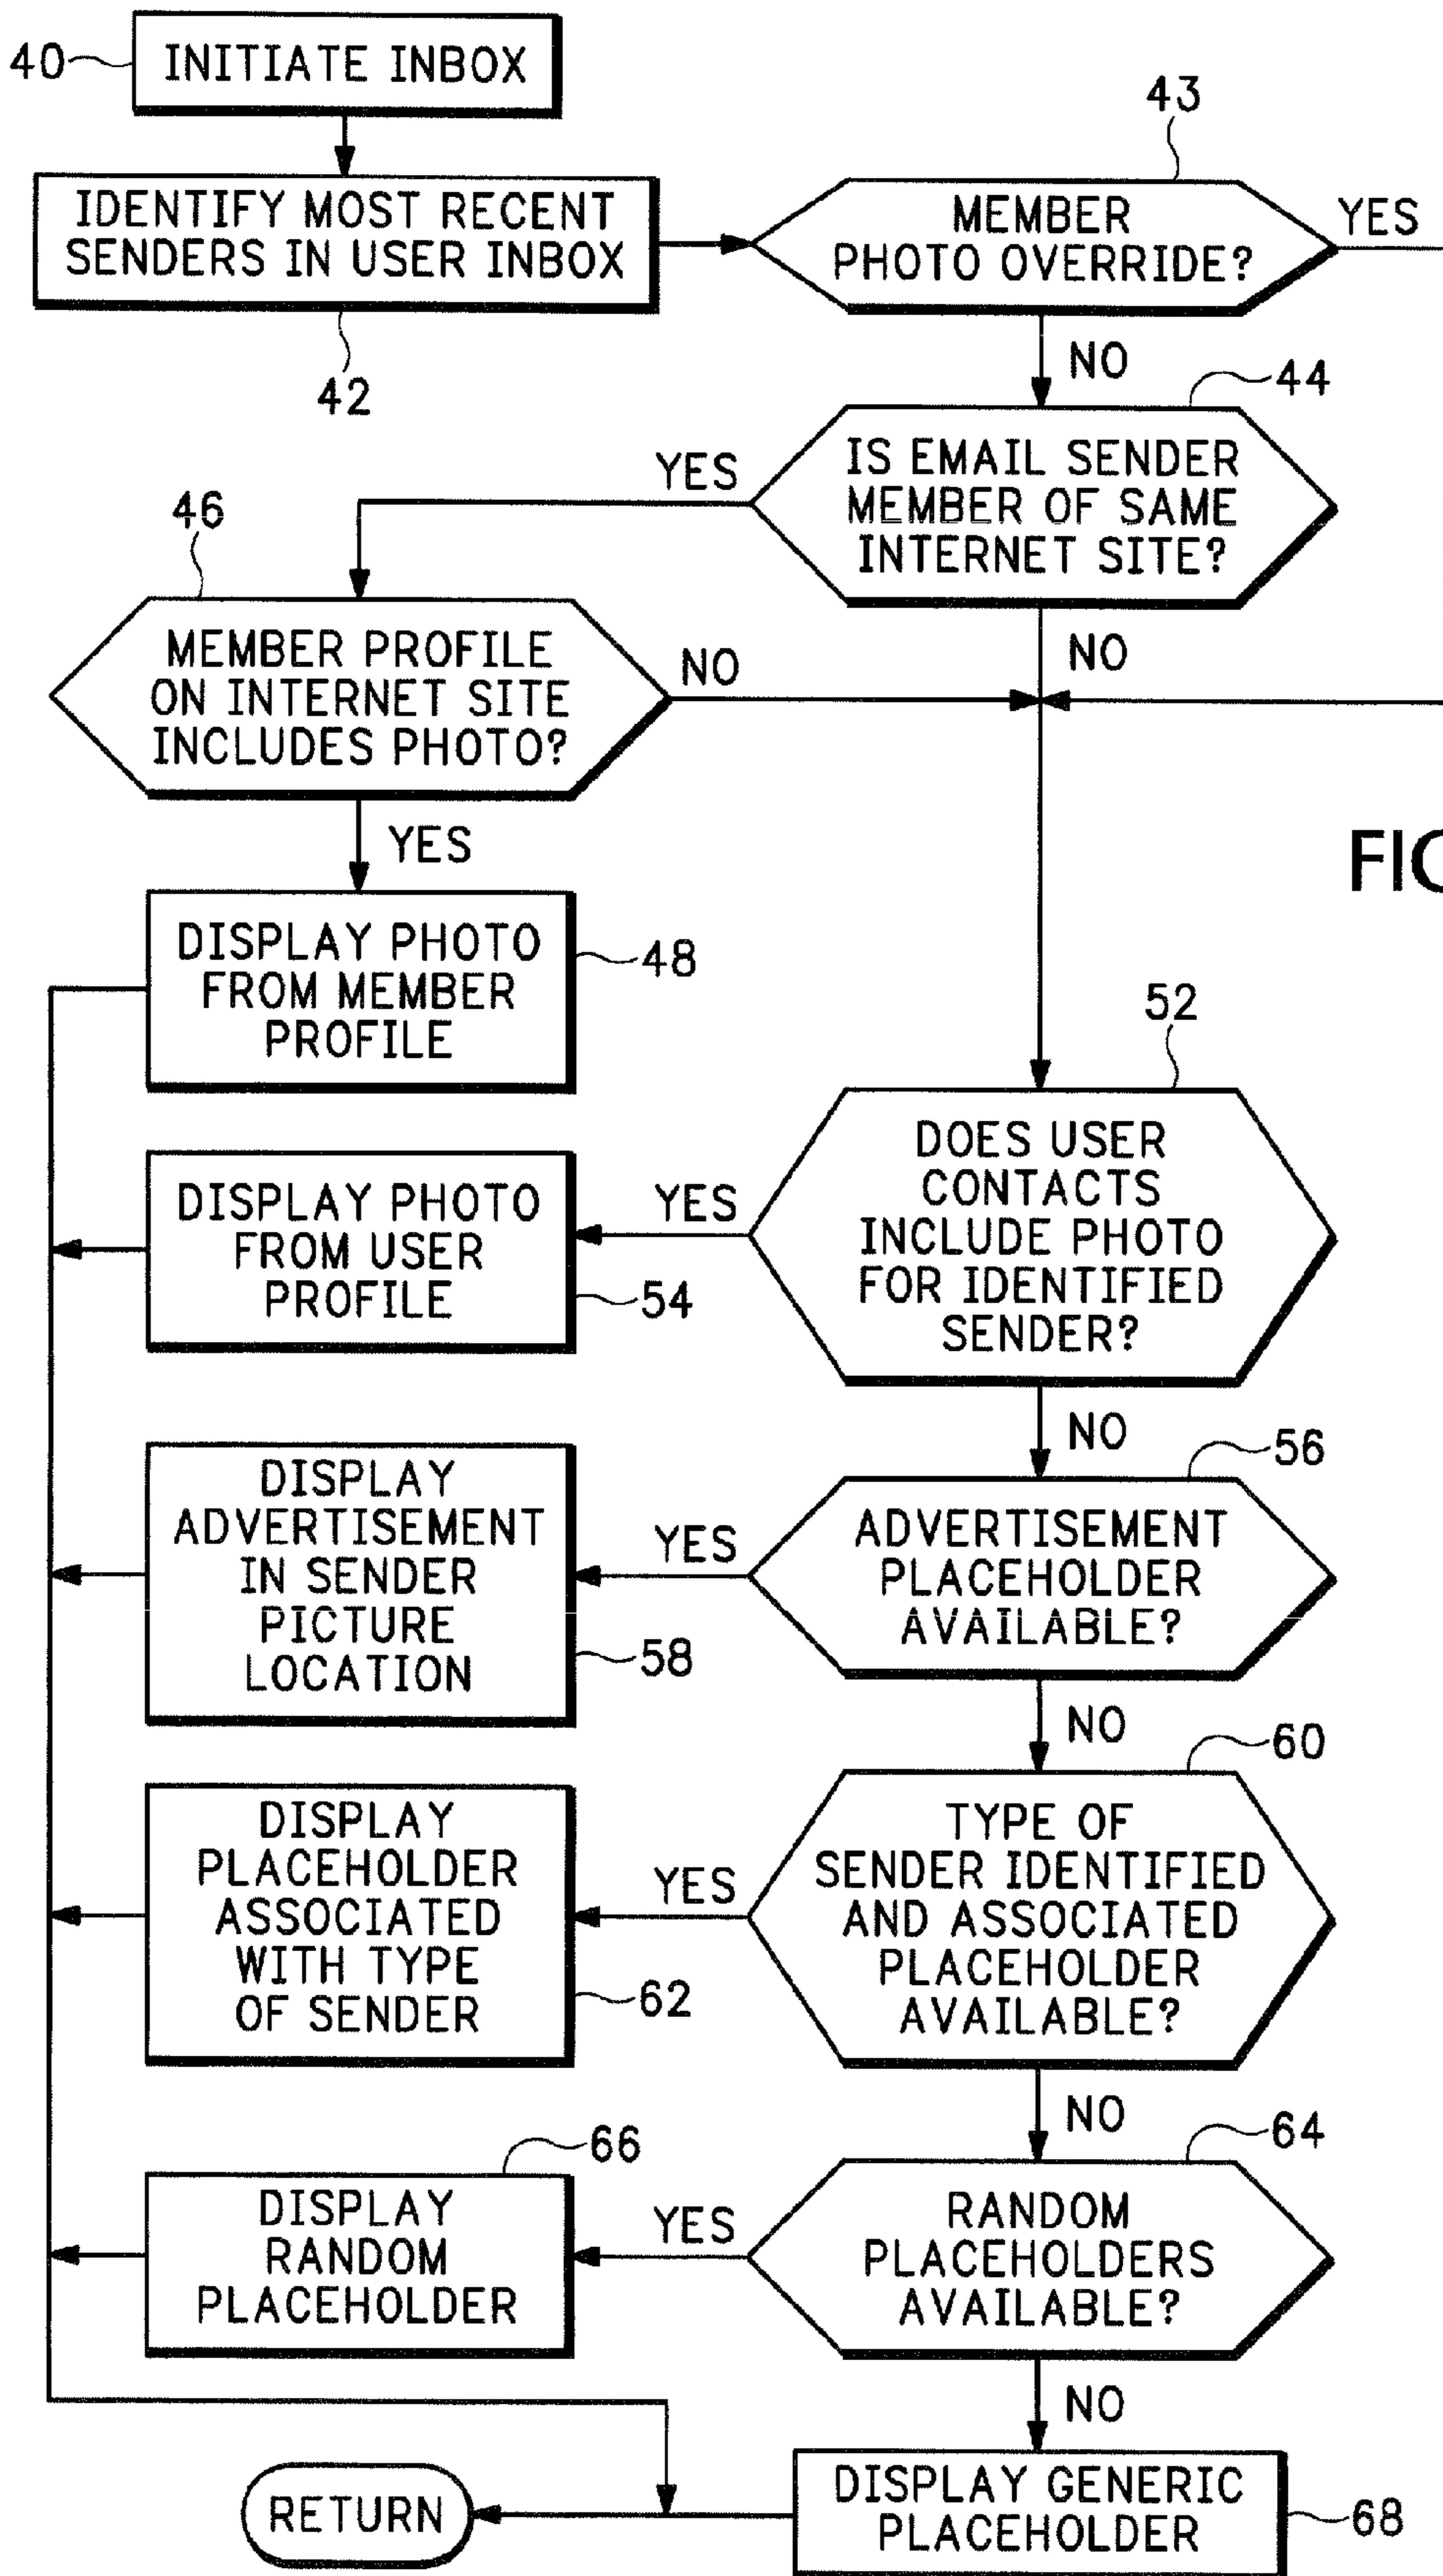 40
INITIATE INBOX
43
IDENTIFY MOST RECENT
SENDERS IN USER INBOX
42
MEMBER
PHOTO OVERRIDE?
YES
NO
44
IS EMAIL SENDER
MEMBER OF SAME
INTERNET SITE?
YES
NO
46
MEMBER PROFILE
ON INTERNET SITE
INCLUDES PHOTO?
NO
YES
FIG
DISPLAY PHOTO
FROM MEMBER
PROFILE
48
52
DOES USER
CONTACTS
INCLUDE PHOTO
FOR IDENTIFIED
SENDER?
YES
DISPLAY PHOTO
FROM USER
PROFILE
54
NO
56
ADVERTISEMENT
PLACEHOLDER
AVAILABLE?
YES
DISPLAY
ADVERTISEMENT
IN SENDER
PICTURE
LOCATION
58
NO
60
TYPE OF
SENDER IDENTIFIED
AND ASSOCIATED
PLACEHOLDER
AVAILABLE?
YES
DISPLAY
PLACEHOLDER
ASSOCIATED
WITH TYPE
OF SENDER
62
NO
64
RANDOM
PLACEHOLDERS
AVAILABLE?
YES
66
DISPLAY
RANDOM
PLACEHOLDER
NO
DISPLAY GENERIC
PLACEHOLDER
68
RETURN